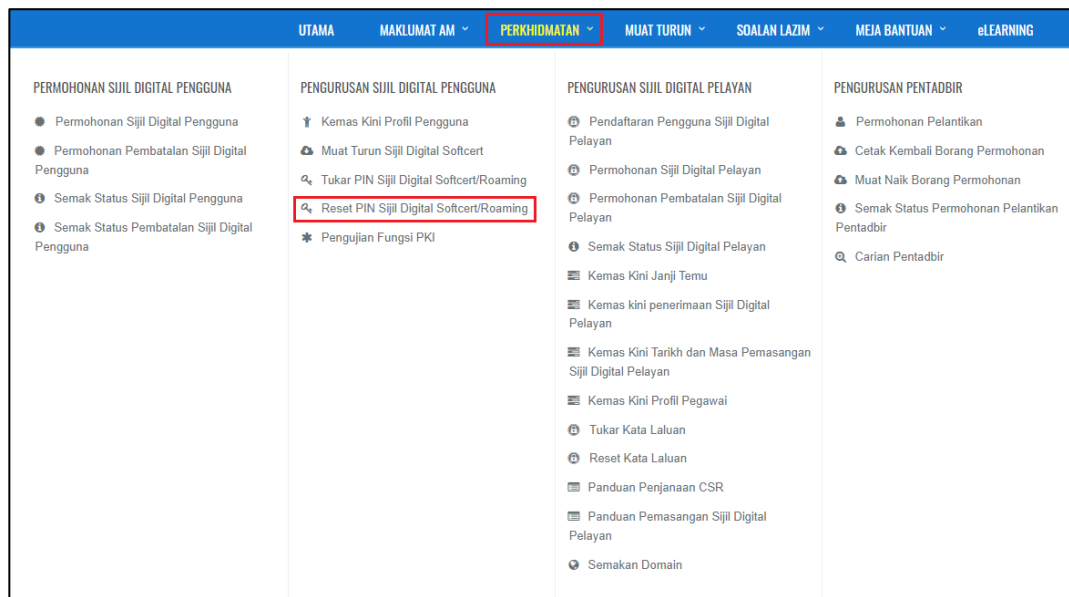 UTAMA MAKLUMAT AM PERKHIDMATAN MUAT TURUN SOALAN LAZIM MEJA BANTUAN eLEARNING
PERMOHONAN SIJIL DIGITAL PENGGUNA
Permohonan Sijil Digital Pengguna
Permohonan Pembatalan Sijil Digital
Pengguna
Semak Status Sijil Digital Pengguna
Semak Status Pembatalan Sijil Digital
Pengguna
PENGURUSAN SIJIL DIGITAL PENGGUNA
Kemas Kini Profil Pengguna
Muat Turun Sijil Digital Softcert
Tukar PIN Sijil Digital Softcert/Roaming
Reset PIN Sijil Digital Softcert/Roaming
Pengujian Fungsi PKI
PENGURUSAN SIJIL DIGITAL PELAYAN
Pendaftaran Pengguna Sijil Digital
Pelayan
Permohonan Sijil Digital Pelayan
Permohonan Pembatalan Sijil Digital
Pelayan
Semak Status Sijil Digital Pelayan
Kemas Kini Janji Temu
Kemas kini penerimaan Sijil Digital
Pelayan
Kemas Kini Tarikh dan Masa Pemasangan
Sijil Digital Pelayan
Kemas Kini Profil Pegawai
Tukar Kata Laluan
Reset Kata Laluan
Panduan Penjanaan CSR
Panduan Pemasangan Sijil Digital
Pelayan
Semakan Domain
PENGURUSAN PENTADBIR
Permohonan Pelantikan
Cetak Kembali Borang Permohonan
Muat Naik Borang Permohonan
Semak Status Permohonan Pelantikan
Pentadbir
Carian Pentadbir